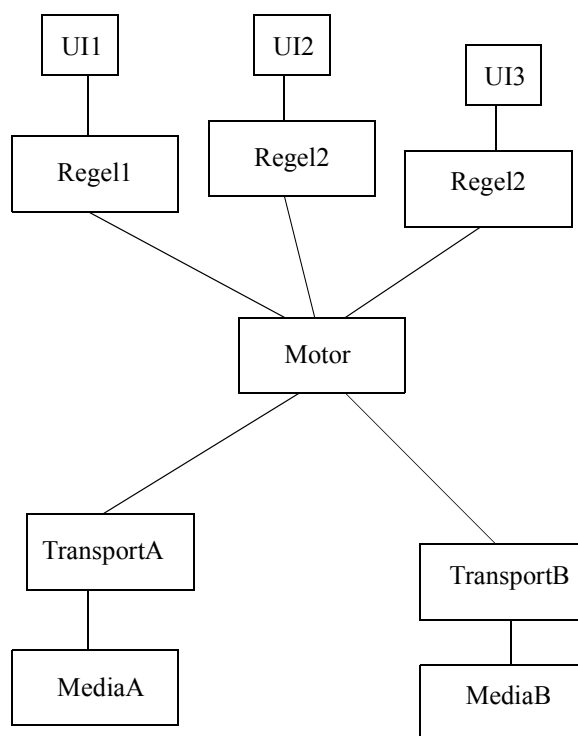 UI1
UI2
UI3
Regel1
Regel2
Regel2
Motor
TransportA
TransportB
MediaA
MediaB